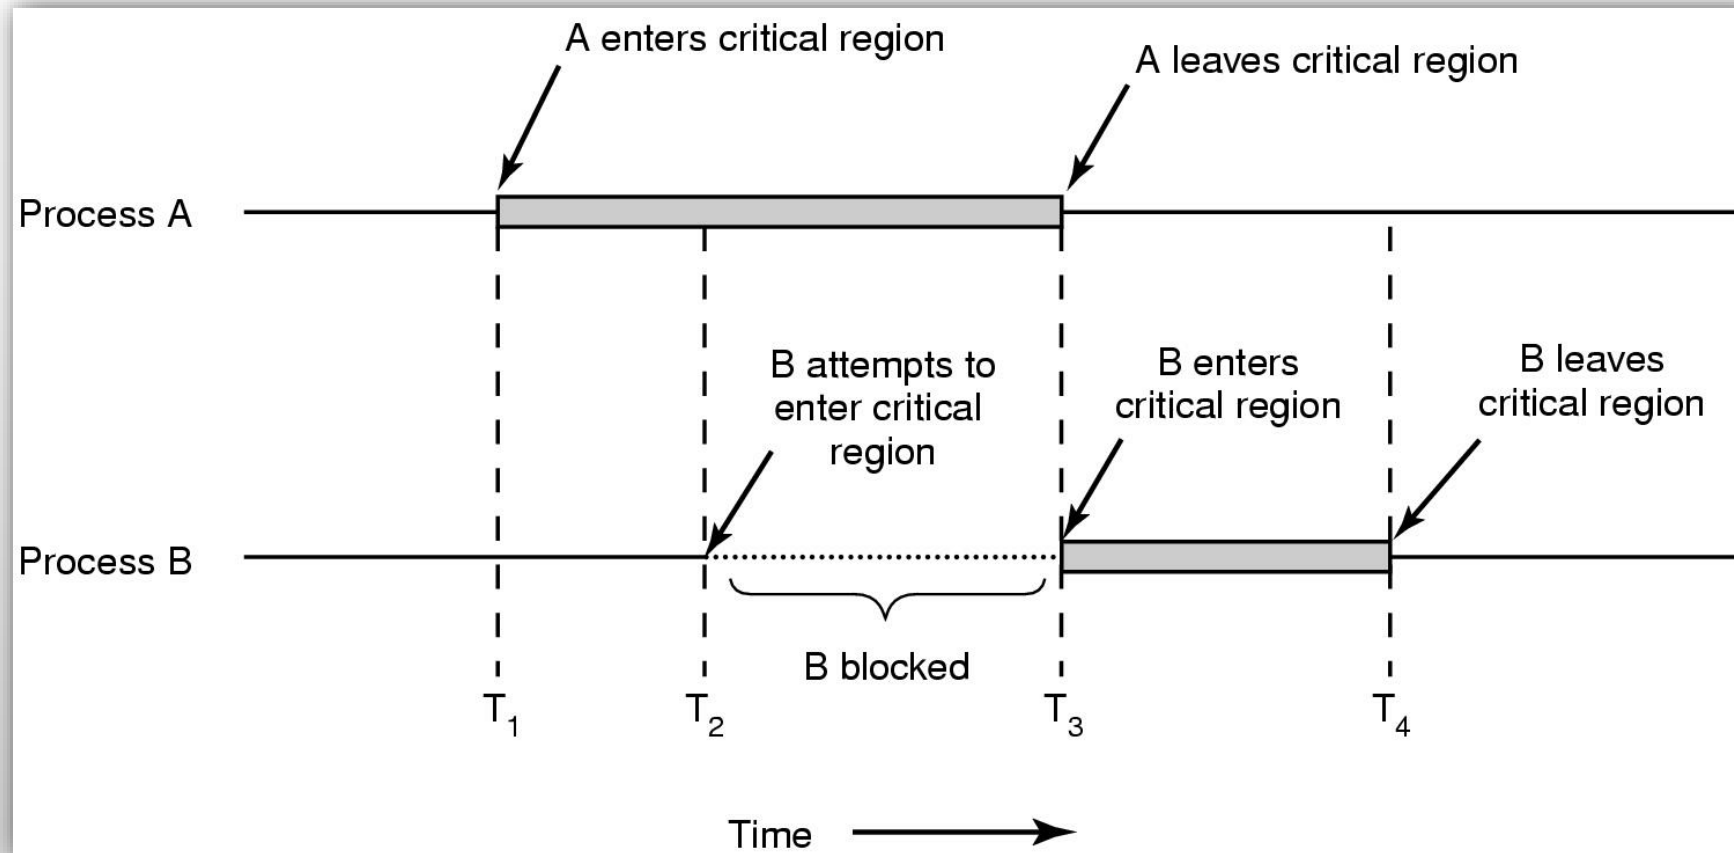 A enters critical region
A leaves critical region
Process A
B attempts to
enter critical
region
B enters
critical region
B leaves
critical region
Process B
B blocked
T1
T2
T3
T4
Time